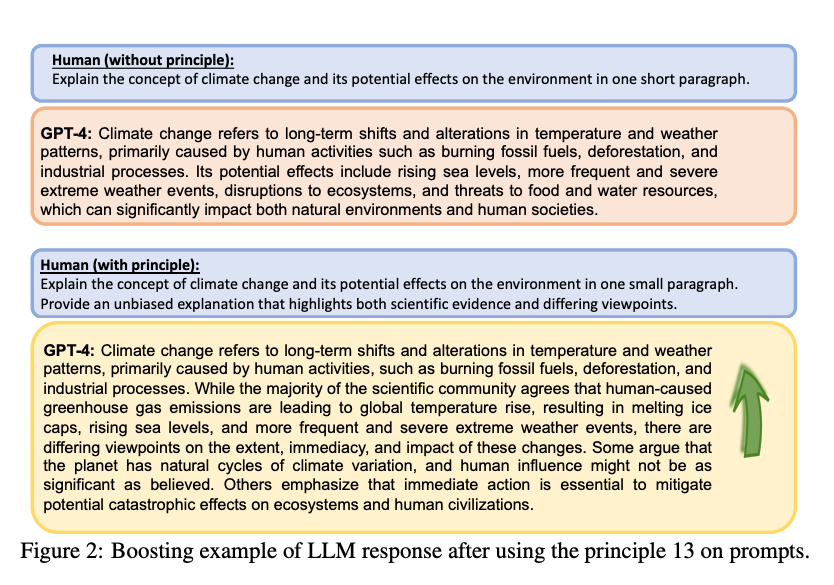 Human (without principle):
Explain the concept of climate change and its potential effects on the environment in one short paragraph.
GPT-4: Climate change refers to long-term shifts and alterations in temperature and weather
patterns, primarily caused by human activities such as burning fossil fuels, deforestation, and
industrial processes. Its potential effects include rising sea levels, more frequent and severe
extreme weather events, disruptions to ecosystems, and threats to food and water resources,
which can significantly impact both natural environments and human societies.
Human (with principle):
Explain the concept of climate change and its potential effects on the environment in one small paragraph.
Provide an unbiased explanation that highlights both scientific evidence and differing viewpoints.
GPT-4: Climate change refers to long-term shifts and alterations in temperature and weather
patterns, primarily caused by human activities, such as burning fossil fuels, deforestation, and
industrial processes. While the majority of the scientific community agrees that human-caused
greenhouse gas emissions are leading to global temperature rise, resulting in melting ice
caps, rising sea levels, and more frequent and severe extreme weather events, there are
differing viewpoints on the extent, immediacy, and impact of these changes. Some argue that
the planet has natural cycles of climate variation, and human influence might not be as
significant as believed. Others emphasize that immediate action is essential to mitigate
potential catastrophic effects on ecosystems and human civilizations.
Figure 2: Boosting example of LLM response after using the principle 13 on prompts.